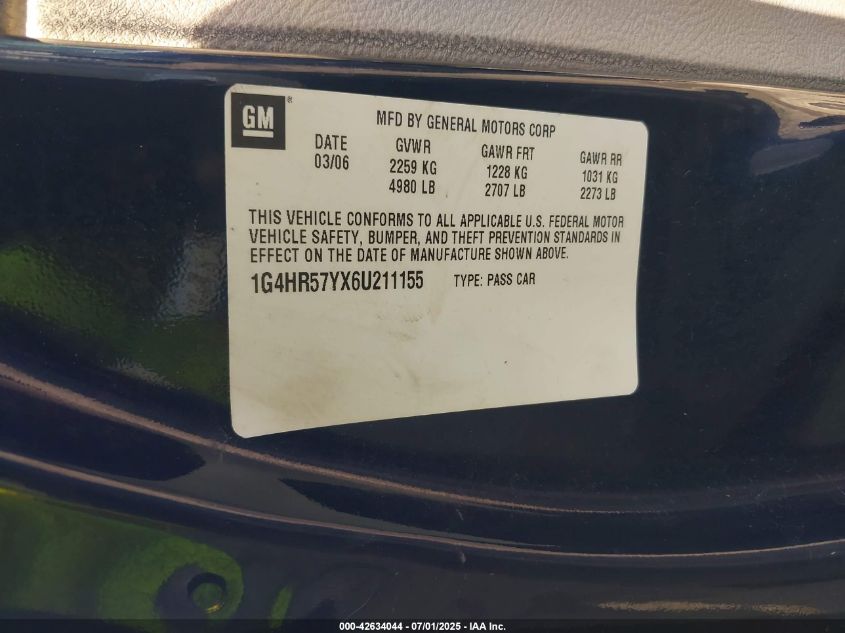 GM®
MFD BY GENERAL MOTORS CORP
DATE GVWR GAWR FRT GAWR RR
03/06 2259 KG 1228 KG 1031 KG
4980 LB 2707 LB 2273 LB
THIS VEHICLE CONFORMS TO ALL APPLICABLE U.S. FEDERAL MOTOR
VEHICLE SAFETY, BUMPER, AND THEFT PREVENTION STANDARDS IN
EFFECT ON THE DATE OF MANUFACTURE SHOWN ABOVE.
1G4HR57YX6U211155 TYPE: PASS CAR
000-42634044 - 07/01/2025 - IAA Inc.